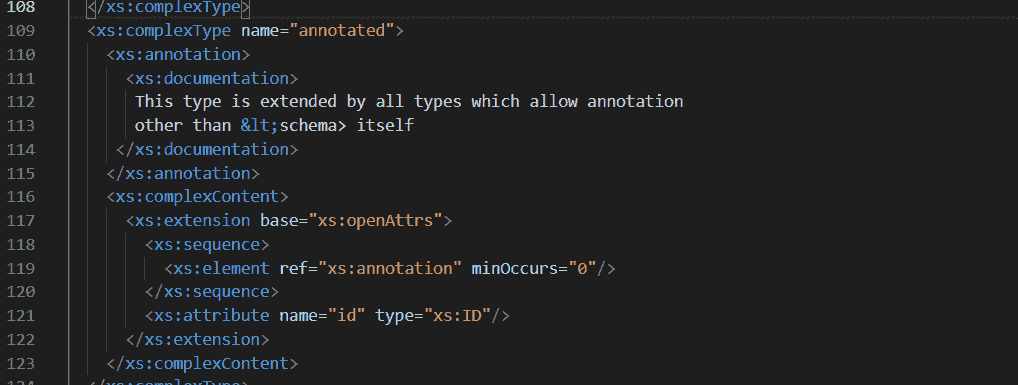 108 </xs:complexType>
109 <xs:complexType name="annotated">
110 <xs:annotation>
111 <xs:documentation>
112 This type is extended by all types which allow annotation
113 other than &lt;schema> itself
114 </xs:documentation>
115 </xs:annotation>
116 <xs:complexContent>
117 <xs:extension base="xs:openAttrs">
118 <xs:sequence>
119 <xs:element ref="xs:annotation" minOccurs="0"/>
120 </xs:sequence>
121 <xs:attribute name="id" type="xs:ID"/>
122 </xs:extension>
123 </xs:complexContent>
124 </xs:complexType>